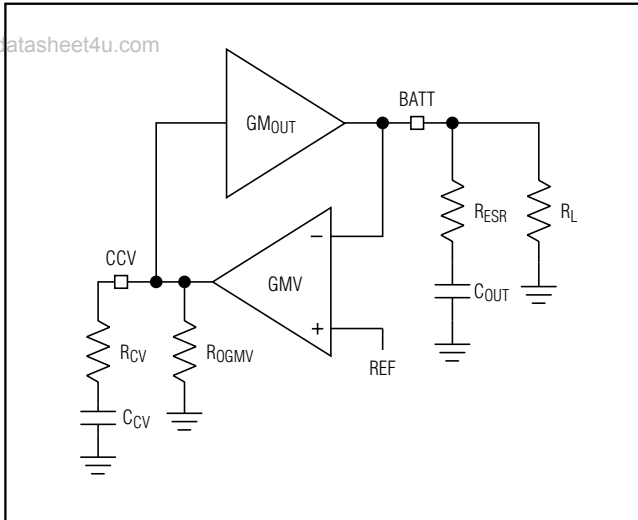 datasheet4u.com
BATT
GMOUT
RESR
RL
CCV
–
GMV
COUT
+
RCV
ROGMV
REF
CCV